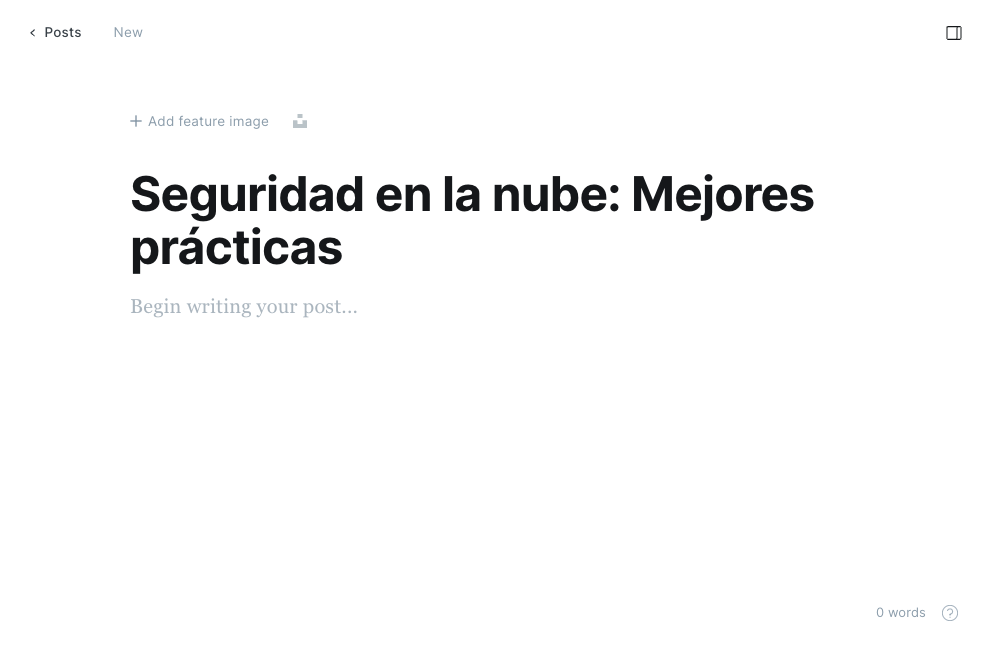 Posts
New
Add feature image
Seguridad en la nube: Mejores
prácticas
Begin writing your post...
0 words
?